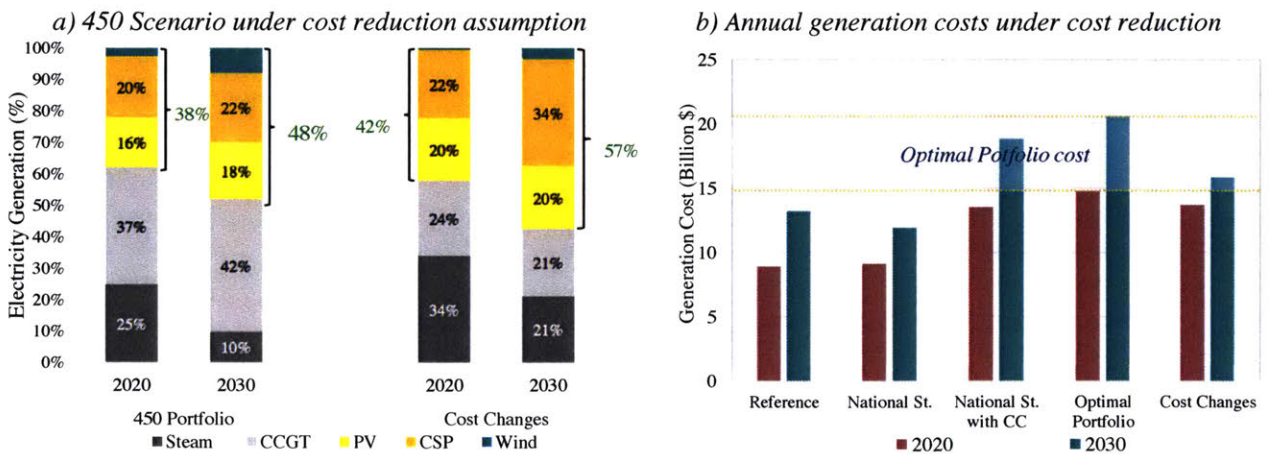 a) 450 Scenario under cost reduction assumption
100%
90%
80%
70%
60%
50%
40%
30%
20%
10%
0%
Electricity Generation (%)
20%
16%
37%
25%
38%
22%
18%
42%
10%
48%
42%
22%
20%
24%
34%
34%
20%
21%
21%
57%
2020
2030
2020
2030
450 Portfolio
Cost Changes
Steam
CCGT
PV
CSP
Wind
b) Annual generation costs under cost reduction
25
20
15
10
5
0
Generation Cost (Billion $)
Optimal Potfolio cost
Reference
National St.
National St.
with CC
Optimal
Portfolio
Cost Changes
2020
2030